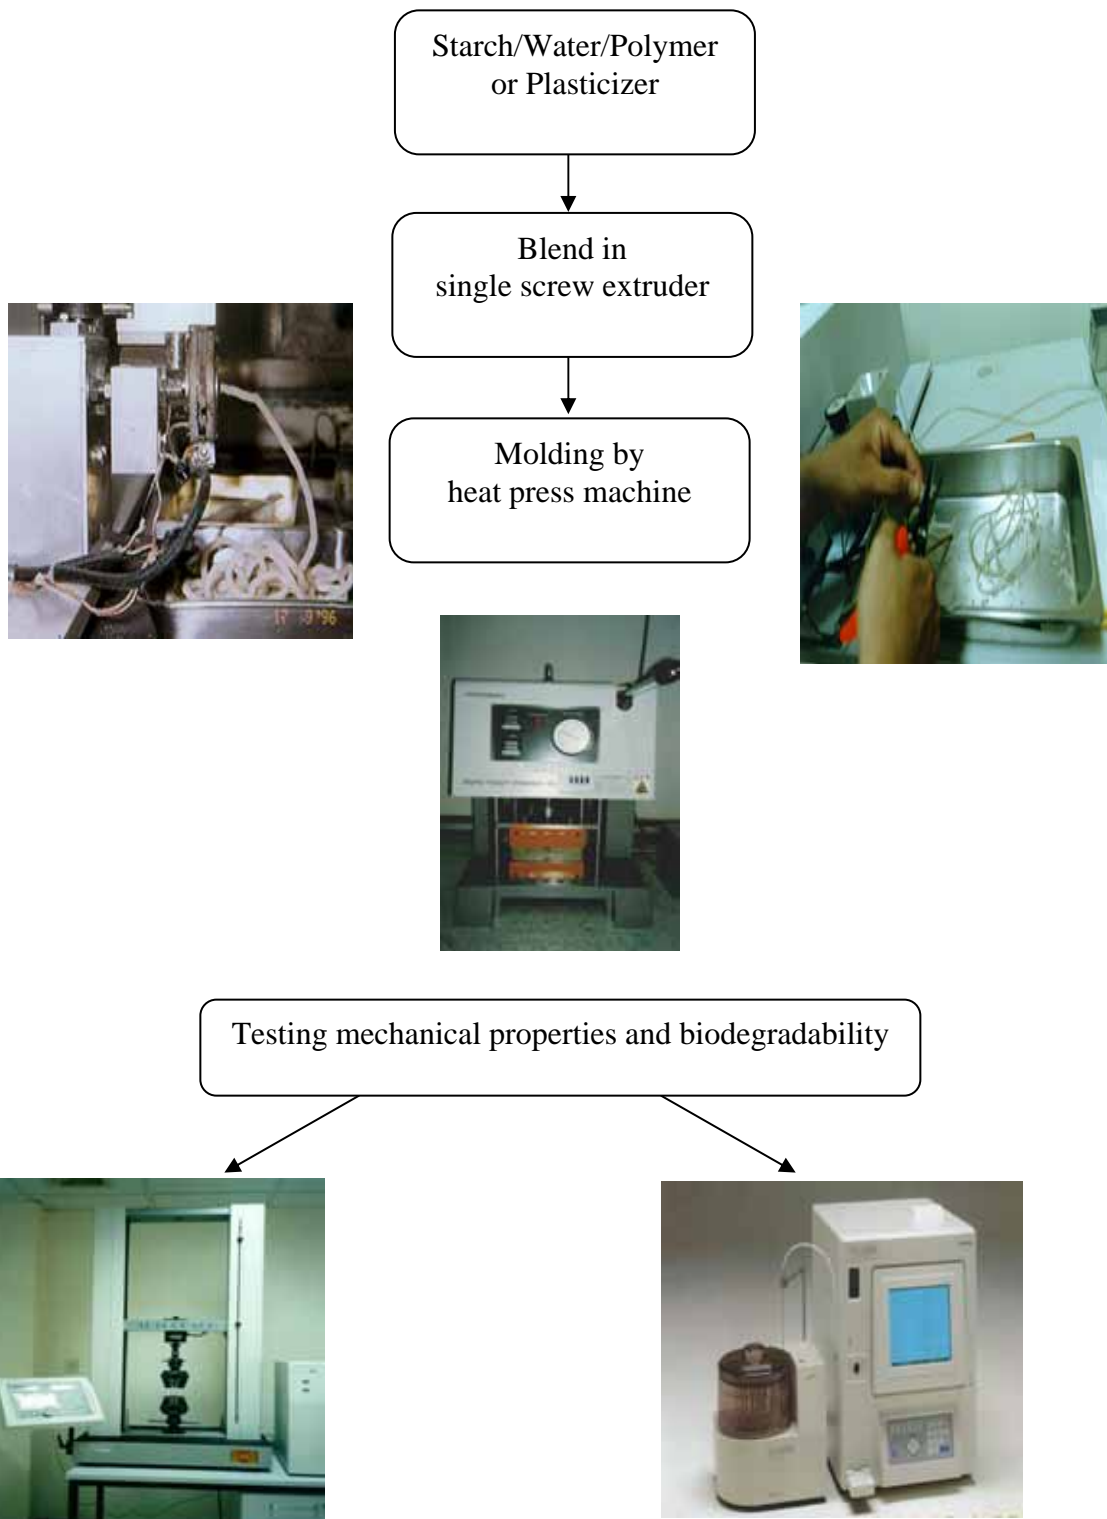 Starch/Water/Polymer
or Plasticizer
Blend in
single screw extruder
Molding by
heat press machine
Testing mechanical properties and biodegradability